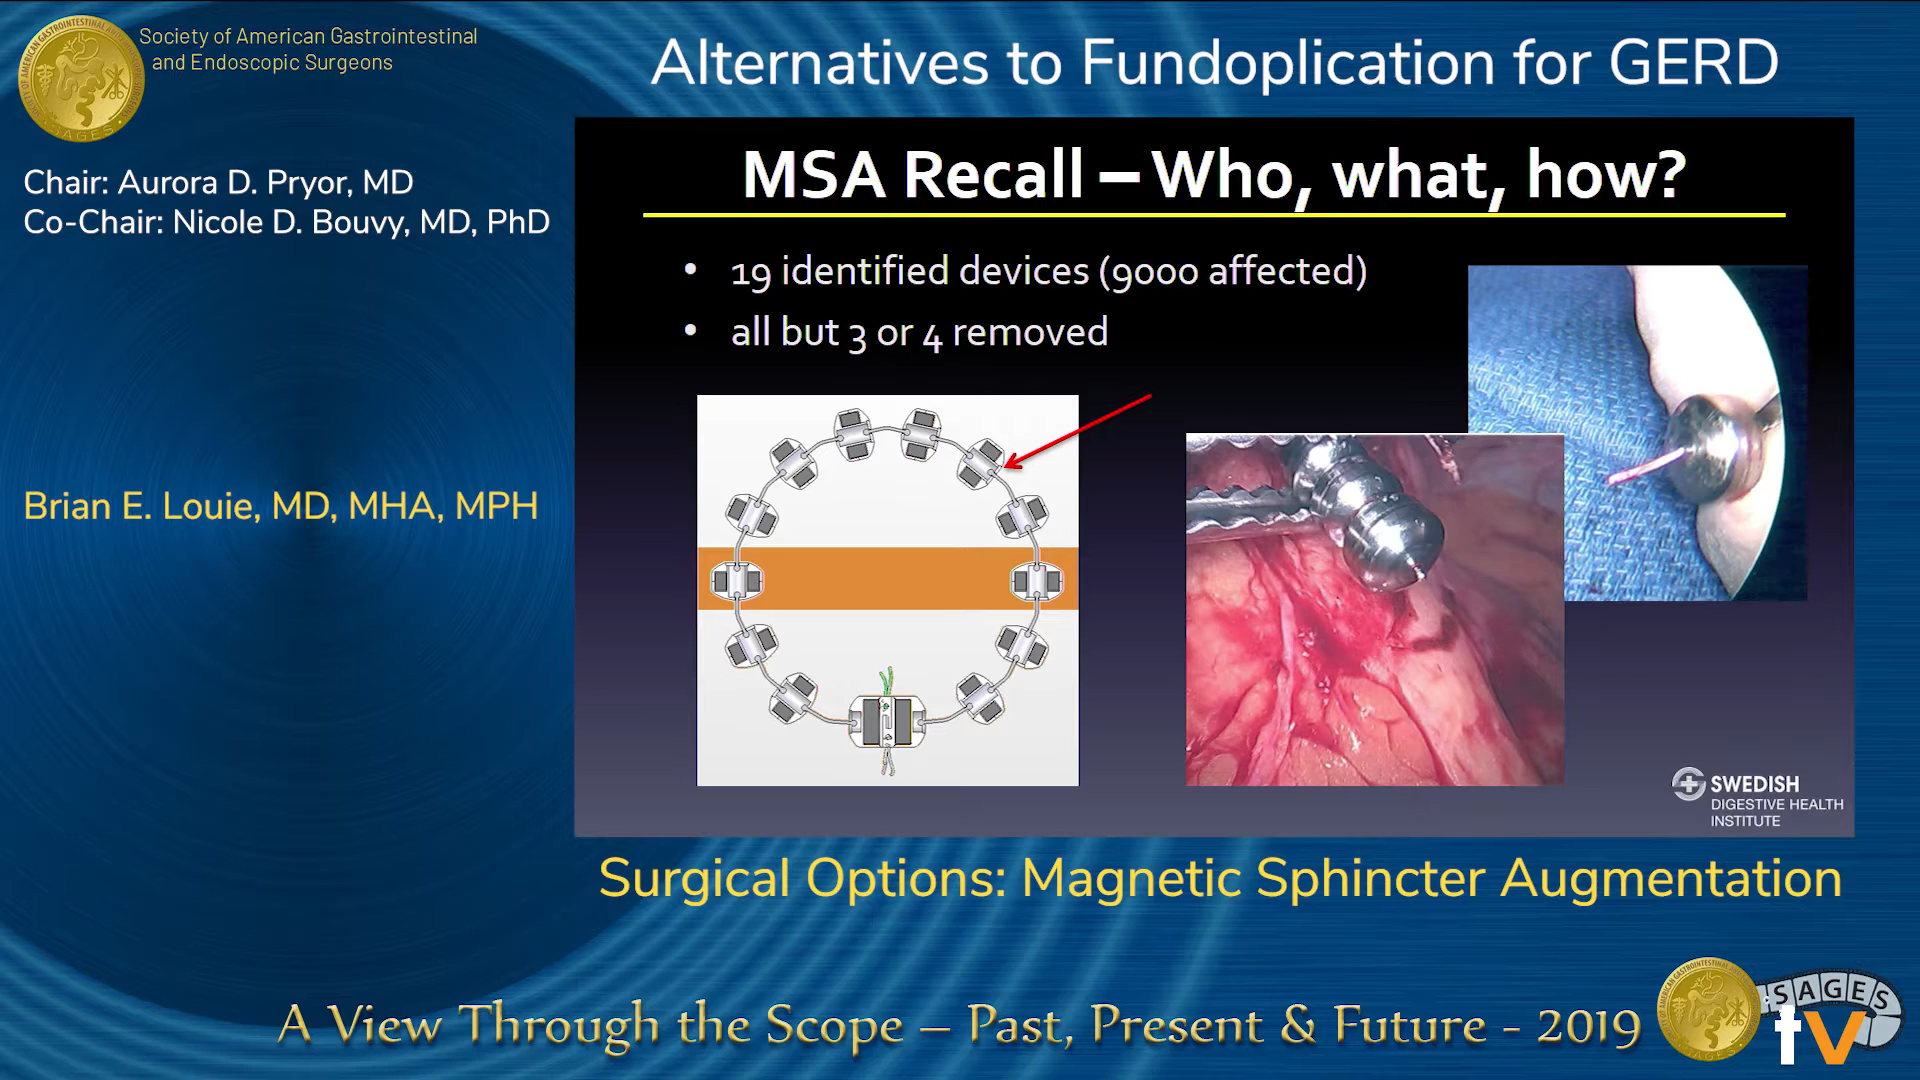 Society of American Gastrointestinal
and Endoscopic Surgeons
Alternatives to Fundoplication for GERD
Chair: Aurora D. Pryor, MD
Co-Chair: Nicole D. Bouvy, MD, PhD
Brian E. Louie, MD, MHA, MPH
MSA Recall – Who, what, how?
• 19 identified devices (9000 affected)
• all but 3 or 4 removed
SWEDISH
DIGESTIVE HEALTH
INSTITUTE
Surgical Options: Magnetic Sphincter Augmentation
A View Through the Scope – Past, Present & Future - 2019
SAGES
tv